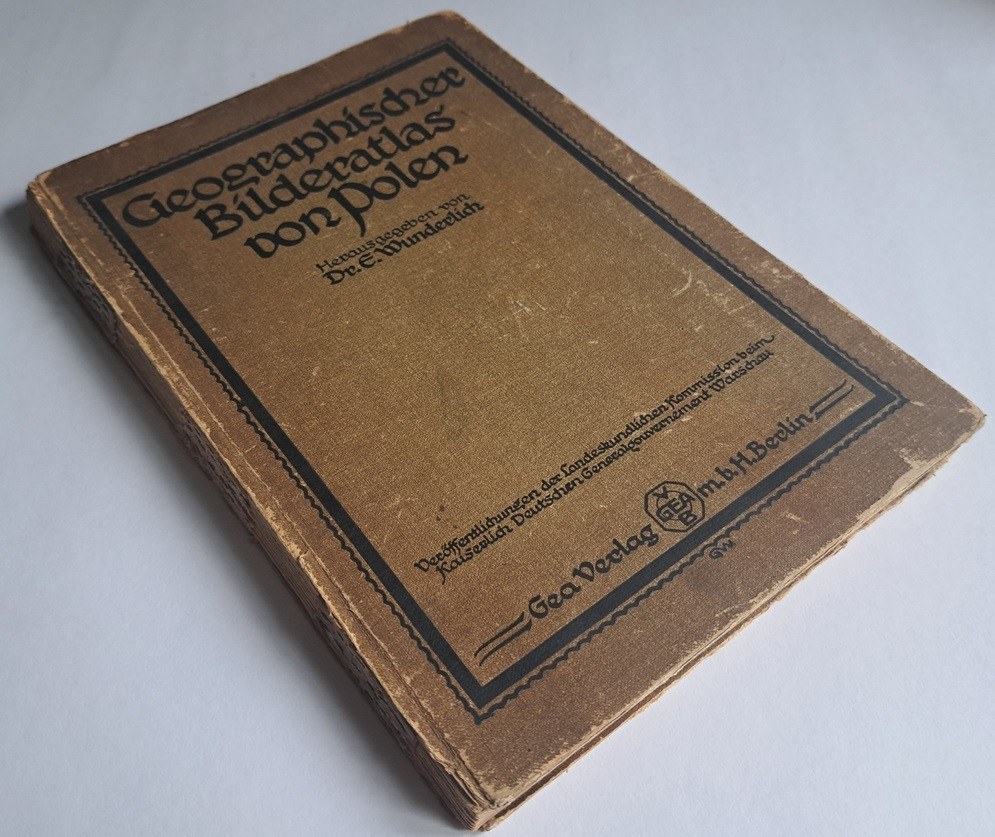 Geographischer
Bilderatlas
von Polen
Herausgegeben von
Dr. E. Wunderlich
Veröffentlichungen der Landeskundlichen Kommission beim
Kaiserlich Deutschen Generalgouvernement Warschau
Gea Verlag V GEA B m.b.H. Berlin